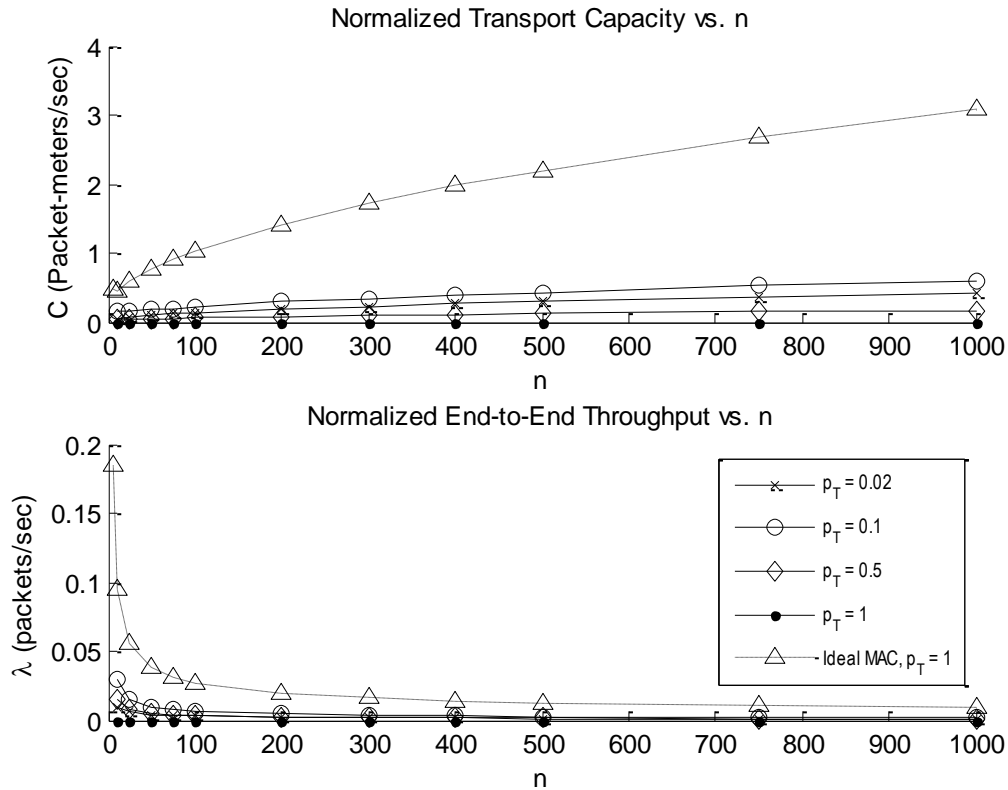 Normalized Transport Capacity vs. n
C (Packet-meters/sec)
4
3
2
1
0
0 100 200 300 400 500 600 700 800 900 1000
n
Normalized End-to-End Throughput vs. n
λ (packets/sec)
0.2
0.15
0.1
0.05
0
p_T = 0.02
p_T = 0.1
p_T = 0.5
p_T = 1
Ideal MAC, p_T = 1
0 100 200 300 400 500 600 700 800 900 1000
n